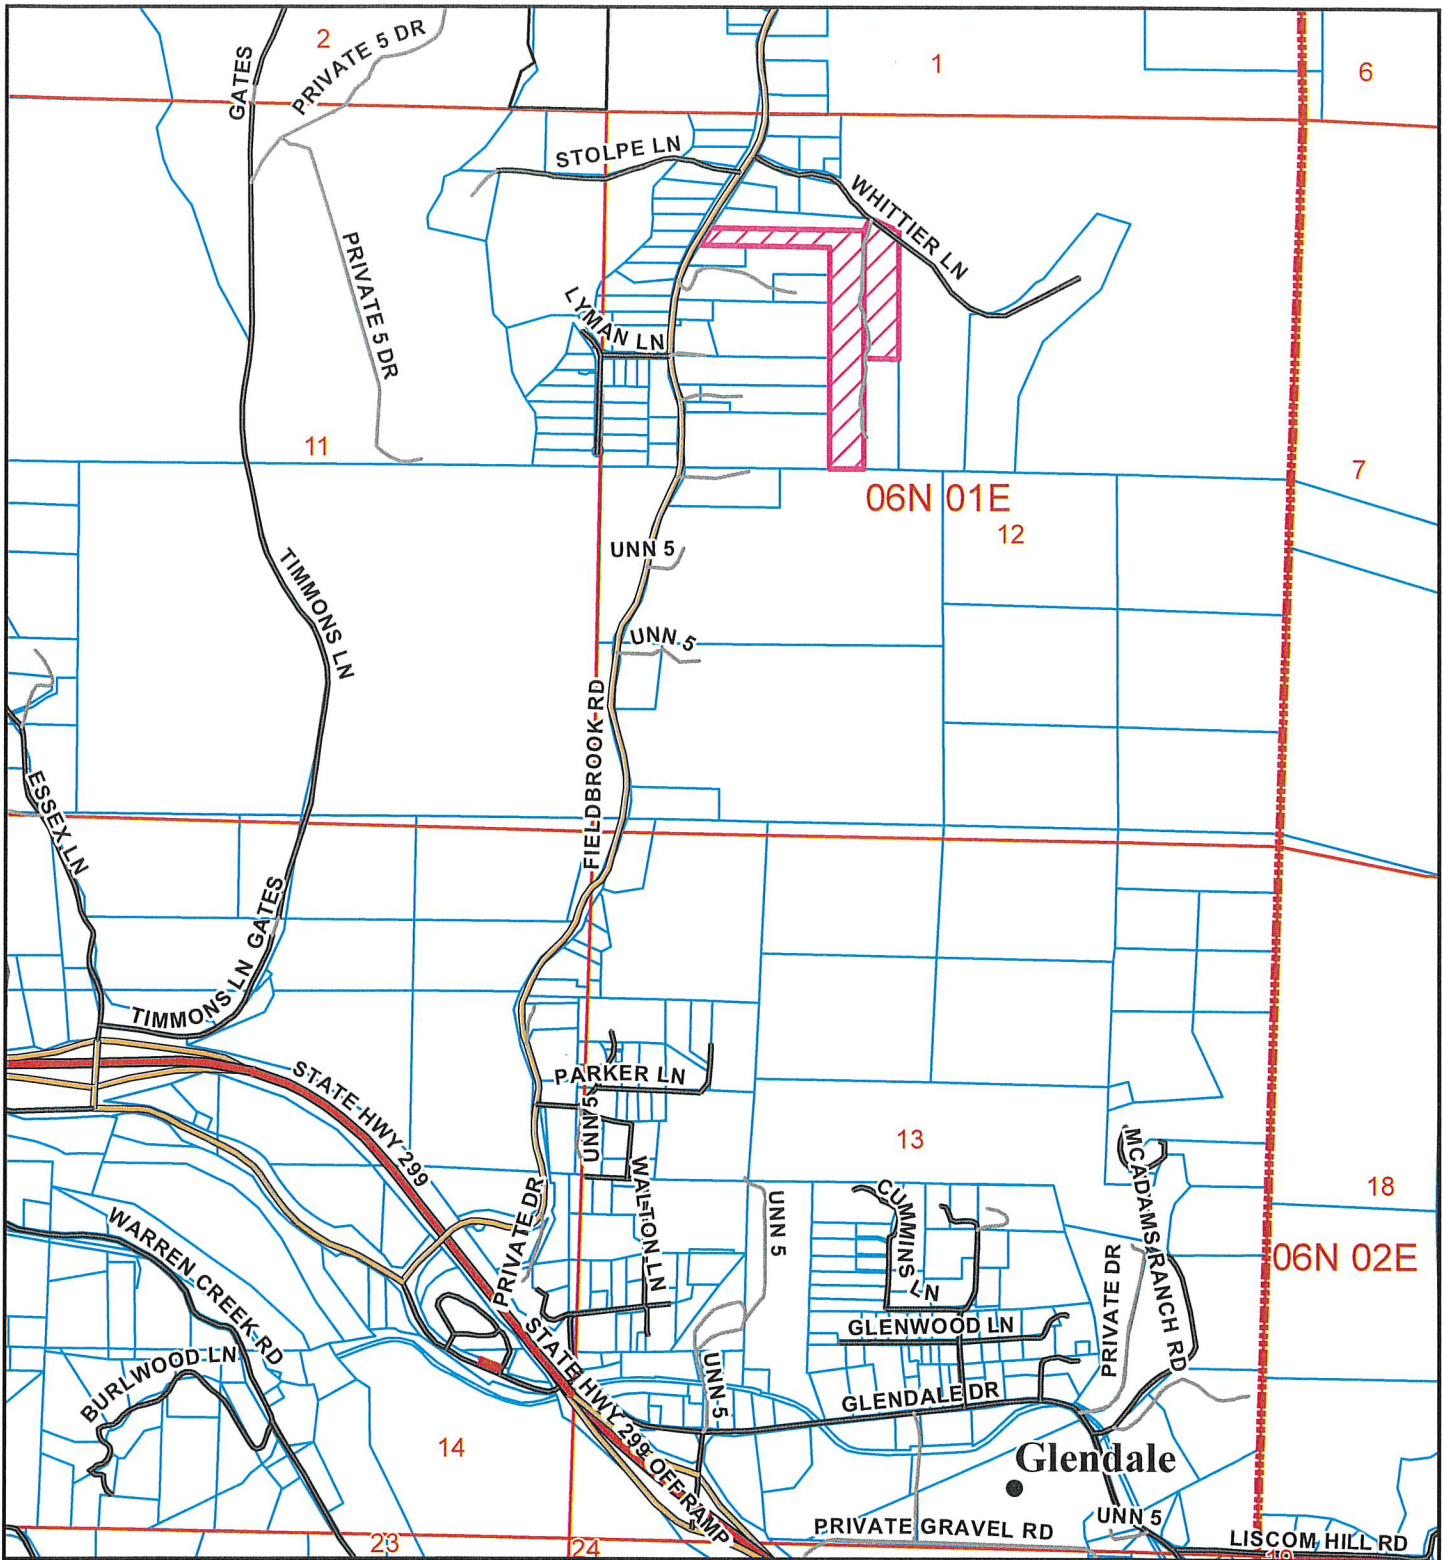 2
PRIVATE 5 DR
GATES
1
6
STOLPE LN
WHITTIER LN
PRIVATE 5 DR
LYMAN LN
11
7
06N 01E
12
UNN 5
TIMMONS LN
UNN 5
FIELDBROOK RD
ESSEX LN
GATES
TIMMONS LN
STATE HWY 299
PARKER LN
UNN 5
13
MCADAMS RANCH RD
WALTON LN
PRIVATE DR
UNN 5
CUMMINS LN
18
WARREN CREEK RD
PRIVATE DR
06N 02E
GLENWOOD LN
STATE HWY 299 OFF RAMP
BURLWOOD LN
UNN 5
GLENDALE DR
14
Glendale
UNN 5
PRIVATE GRAVEL RD
LISCOM HILL RD
23
24